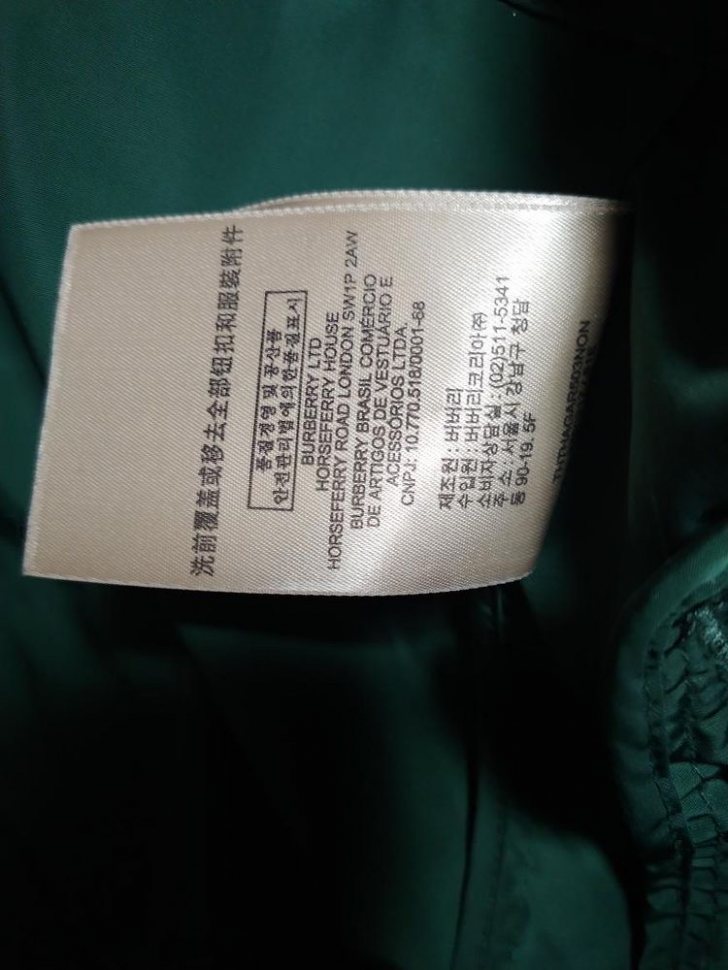 洗前覆盖或移去全部钮扣和服装附件
품질경영 및 공산품
안전관리법에의한품질표시
BURBERRY LTD
HORSEFERRY HOUSE
HORSEFERRY ROAD LONDON SW1P 2AW
BURBERRY BRASIL COMÉRCIO
DE ARTIGOS DE VESTUÁRIO E
ACESSÓRIOS LTDA.
CNPJ: 10.770.518/0001-68
제조원 : 버버리
수입원 : 버버리코리아㈜
소비자상담실 : (02)511-5341
주소 : 서울시 강남구 청담
동 90-19. 5F